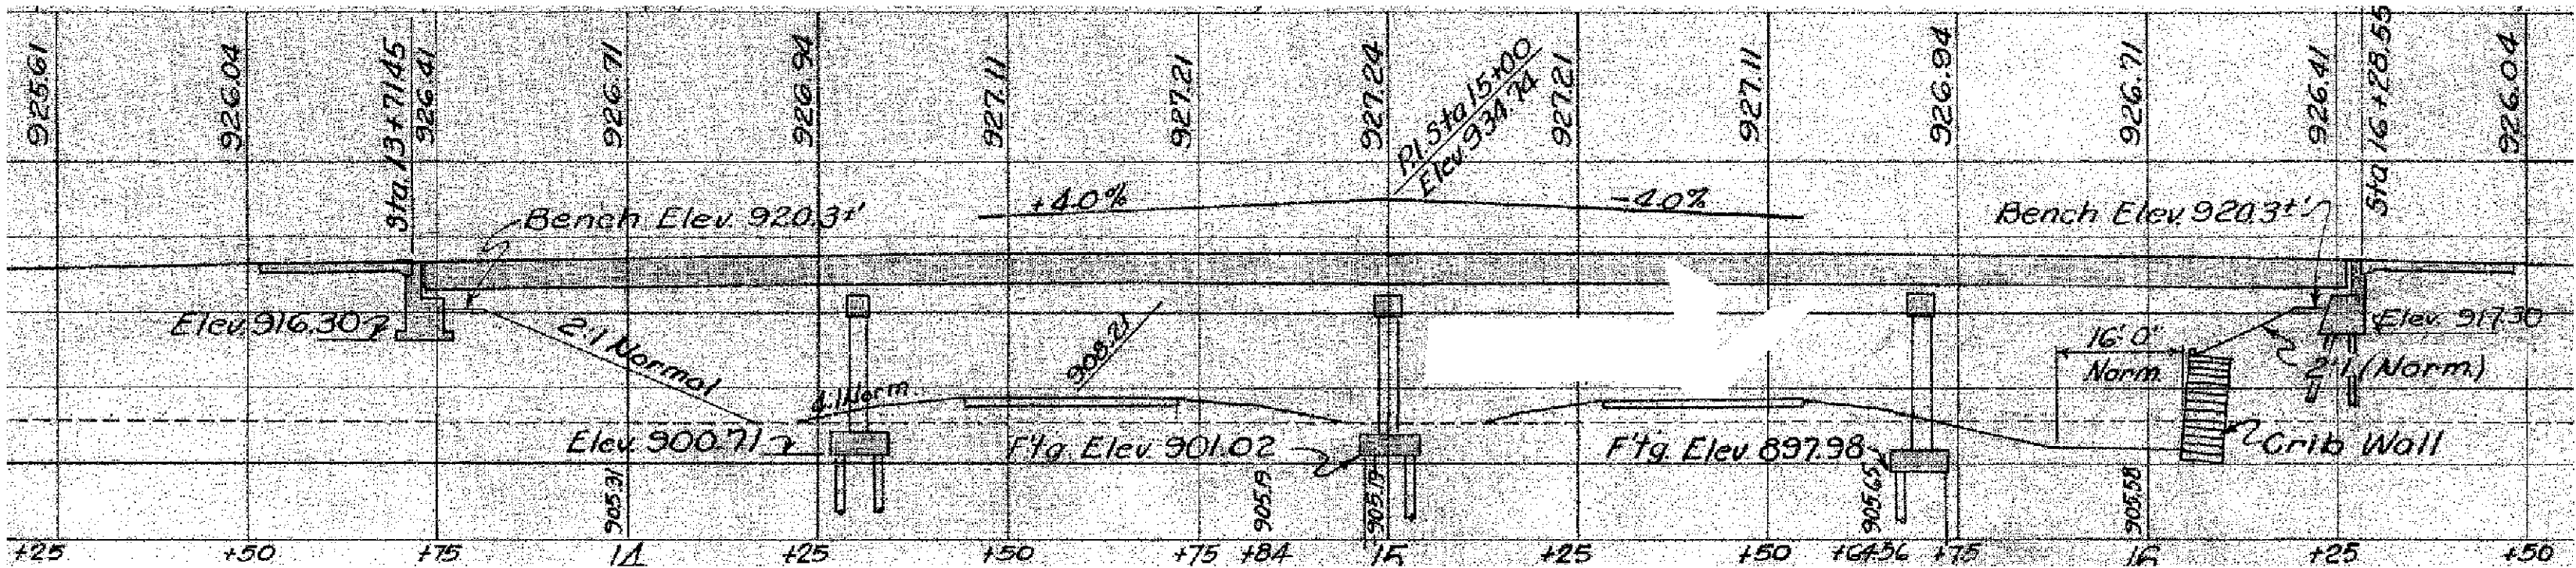 925.61
926.04
Sta. 13+71.45
926.41
926.71
926.94
927.11
927.21
927.24
P.I. Sta 15+00
Elev. 934.74
927.21
927.11
926.94
926.71
926.41
Sta 16+28.55
926.04
+4.0%
-4.0%
Bench Elev. 920.3±'
Bench Elev. 920.3±'
Elev. 916.30
2:1 Normal
4:1 Norm.
908.21
16'-0"
Norm.
Elev. 917.30
2:1 (Norm.)
Elev. 900.71
F'tg. Elev. 901.02
F'tg. Elev. 897.98
Crib Wall
905.31
905.19
905.19
905.65
905.58
+25
+50
+75
14
+25
+50
+75
+84
15
+25
+50
+64.56
+75
16
+25
+50